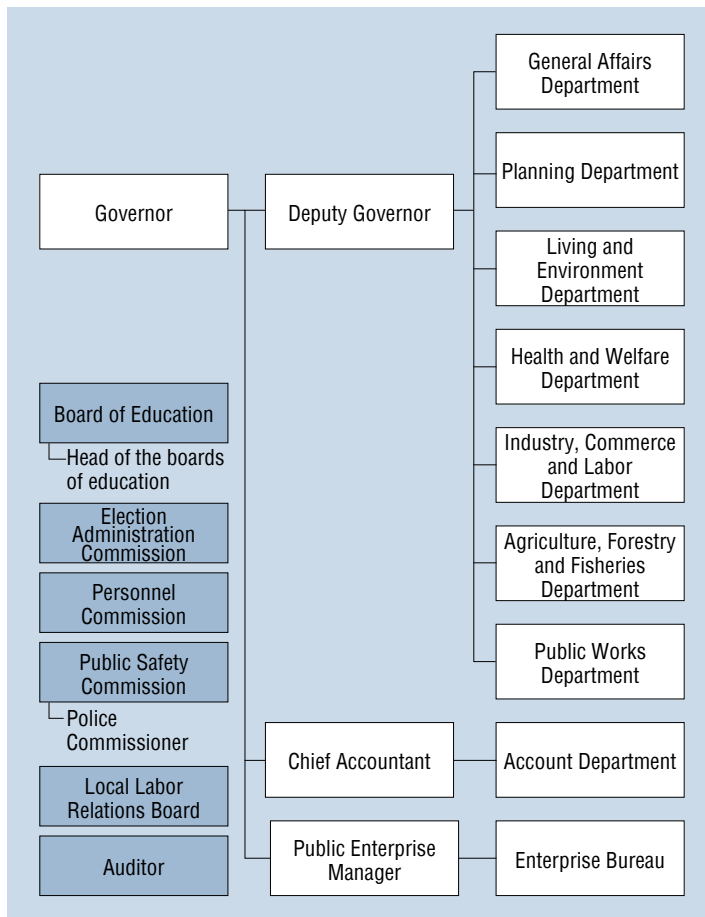 Governor
Board of Education
Head of the boards
of education
Election
Administration
Commission
Personnel
Commission
Public Safety
Commission
Police
Commissioner
Local Labor
Relations Board
Auditor
Deputy Governor
Chief Accountant
Public Enterprise
Manager
General Affairs
Department
Planning Department
Living and
Environment
Department
Health and Welfare
Department
Industry, Commerce
and Labor
Department
Agriculture, Forestry
and Fisheries
Department
Public Works
Department
Account Department
Enterprise Bureau